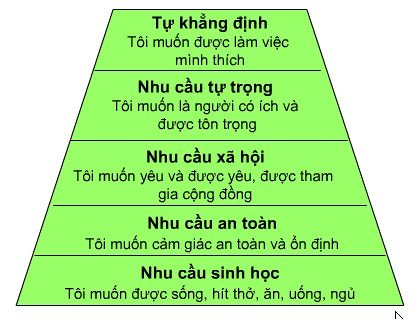 Tự khẳng định
Tôi muốn được làm việc
mình thích
Nhu cầu tự trọng
Tôi muốn là người có ích và
được tôn trọng
Nhu cầu xã hội
Tôi muốn yêu và được yêu, được tham
gia cộng đồng
Nhu cầu an toàn
Tôi muốn cảm giác an toàn và ổn định
Nhu cầu sinh học
Tôi muốn được sống, hít thở, ăn, uống, ngủ